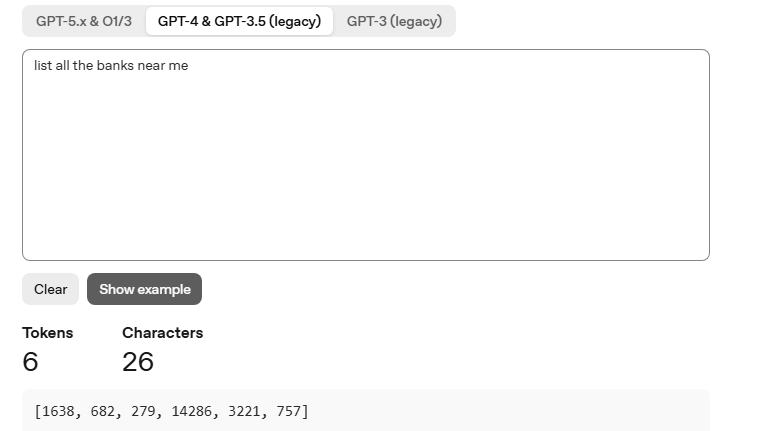 GPT-5.x & O1/3 GPT-4 & GPT-3.5 (legacy) GPT-3 (legacy)
list all the banks near me
Clear Show example
Tokens Characters
6 26
[1638, 682, 279, 14286, 3221, 757]